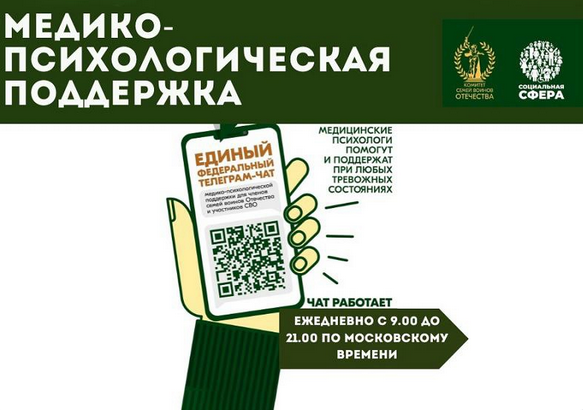 МЕДИКО-
ПСИХОЛОГИЧЕСКАЯ
ПОДДЕРЖКА
КОМИТЕТ
СЕМЕЙ ВОИНОВ
ОТЕЧЕСТВА
СОЦИАЛЬНАЯ
СФЕРА
МЕДИЦИНСКИЕ
ПСИХОЛОГИ
ПОМОГУТ
И ПОДДЕРЖАТ
ПРИ ЛЮБЫХ
ТРЕВОЖНЫХ
СОСТОЯНИЯХ
ЕДИНЫЙ
ФЕДЕРАЛЬНЫЙ
ТЕЛЕГРАМ-ЧАТ
медико-психологической
поддержки для членов
семей воинов Отечества
и участников СВО
ЧАТ РАБОТАЕТ
ЕЖЕДНЕВНО С 9.00 ДО
21.00 ПО МОСКОВСКОМУ
ВРЕМЕНИ